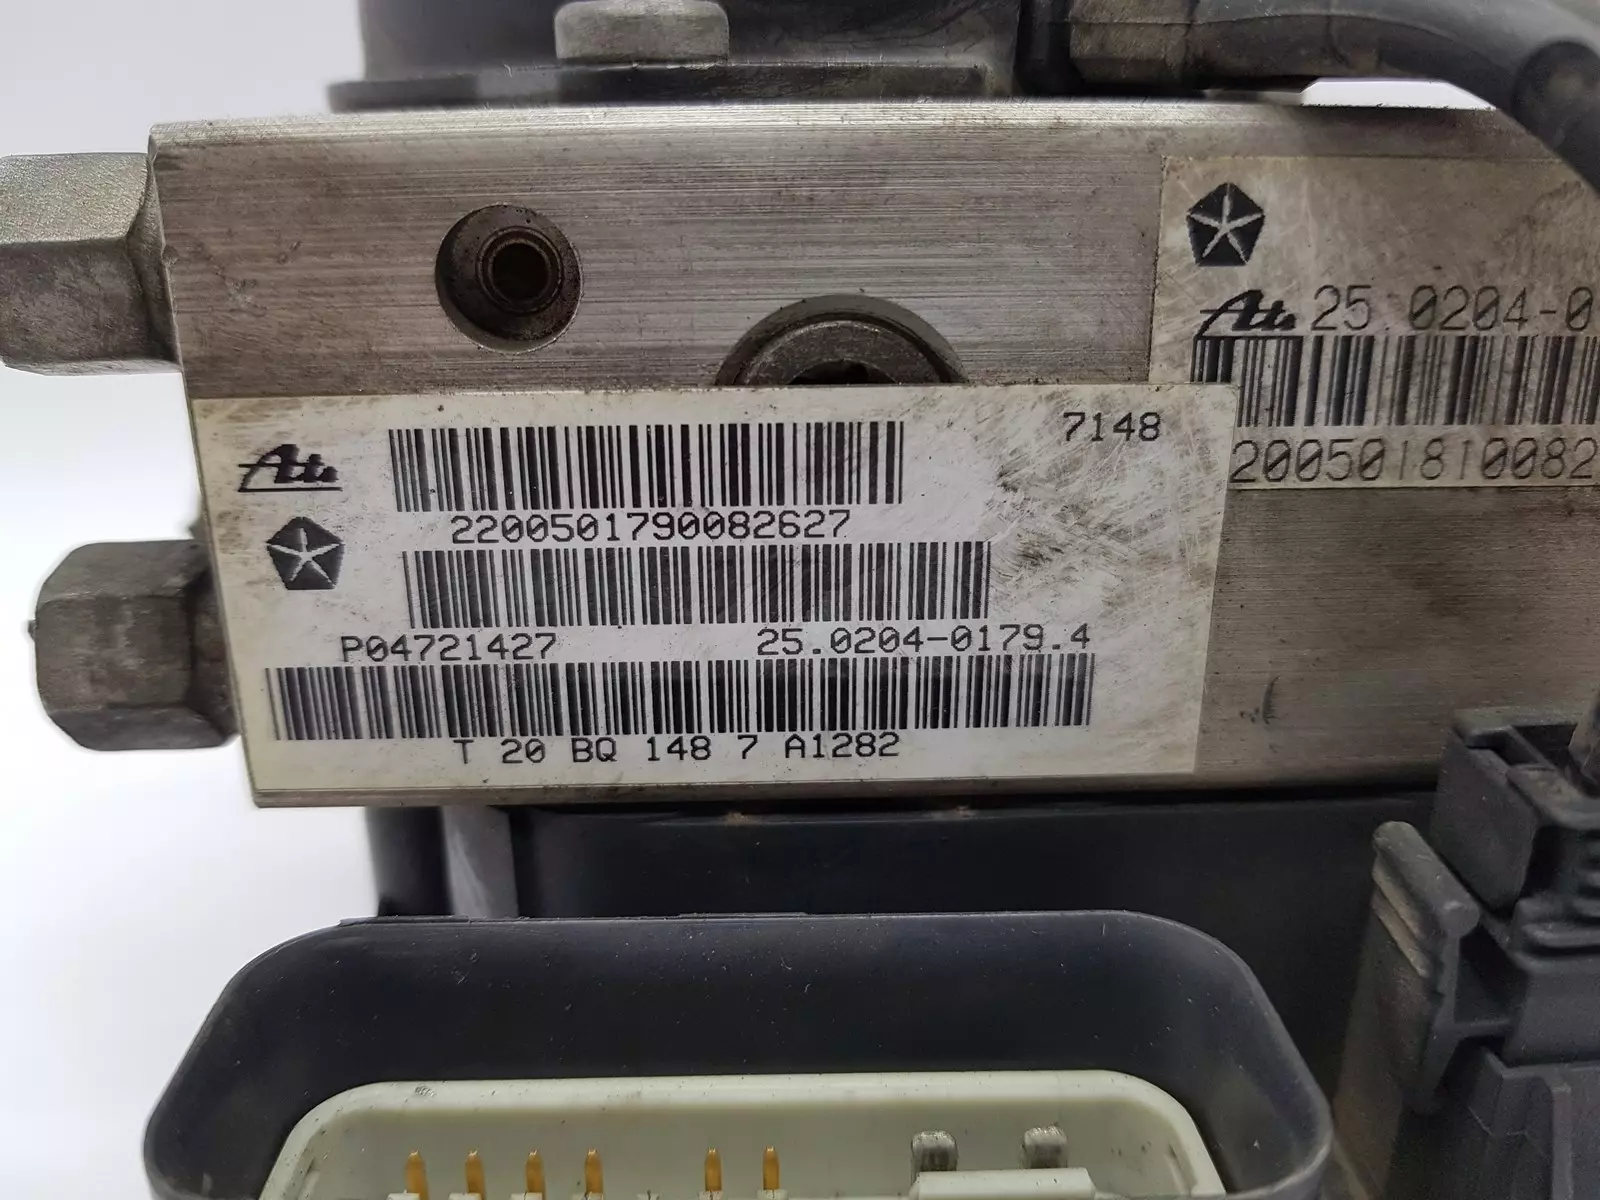 Ate 25.0204-0
200501810082
7148
Ate
2200501790082627
P04721427 25.0204-0179.4
T 20 BQ 148 7 A1282